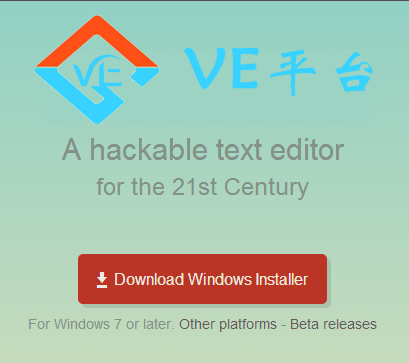 VE VE平台
A hackable text editor
for the 21st Century
Download Windows Installer
For Windows 7 or later. Other platforms - Beta releases